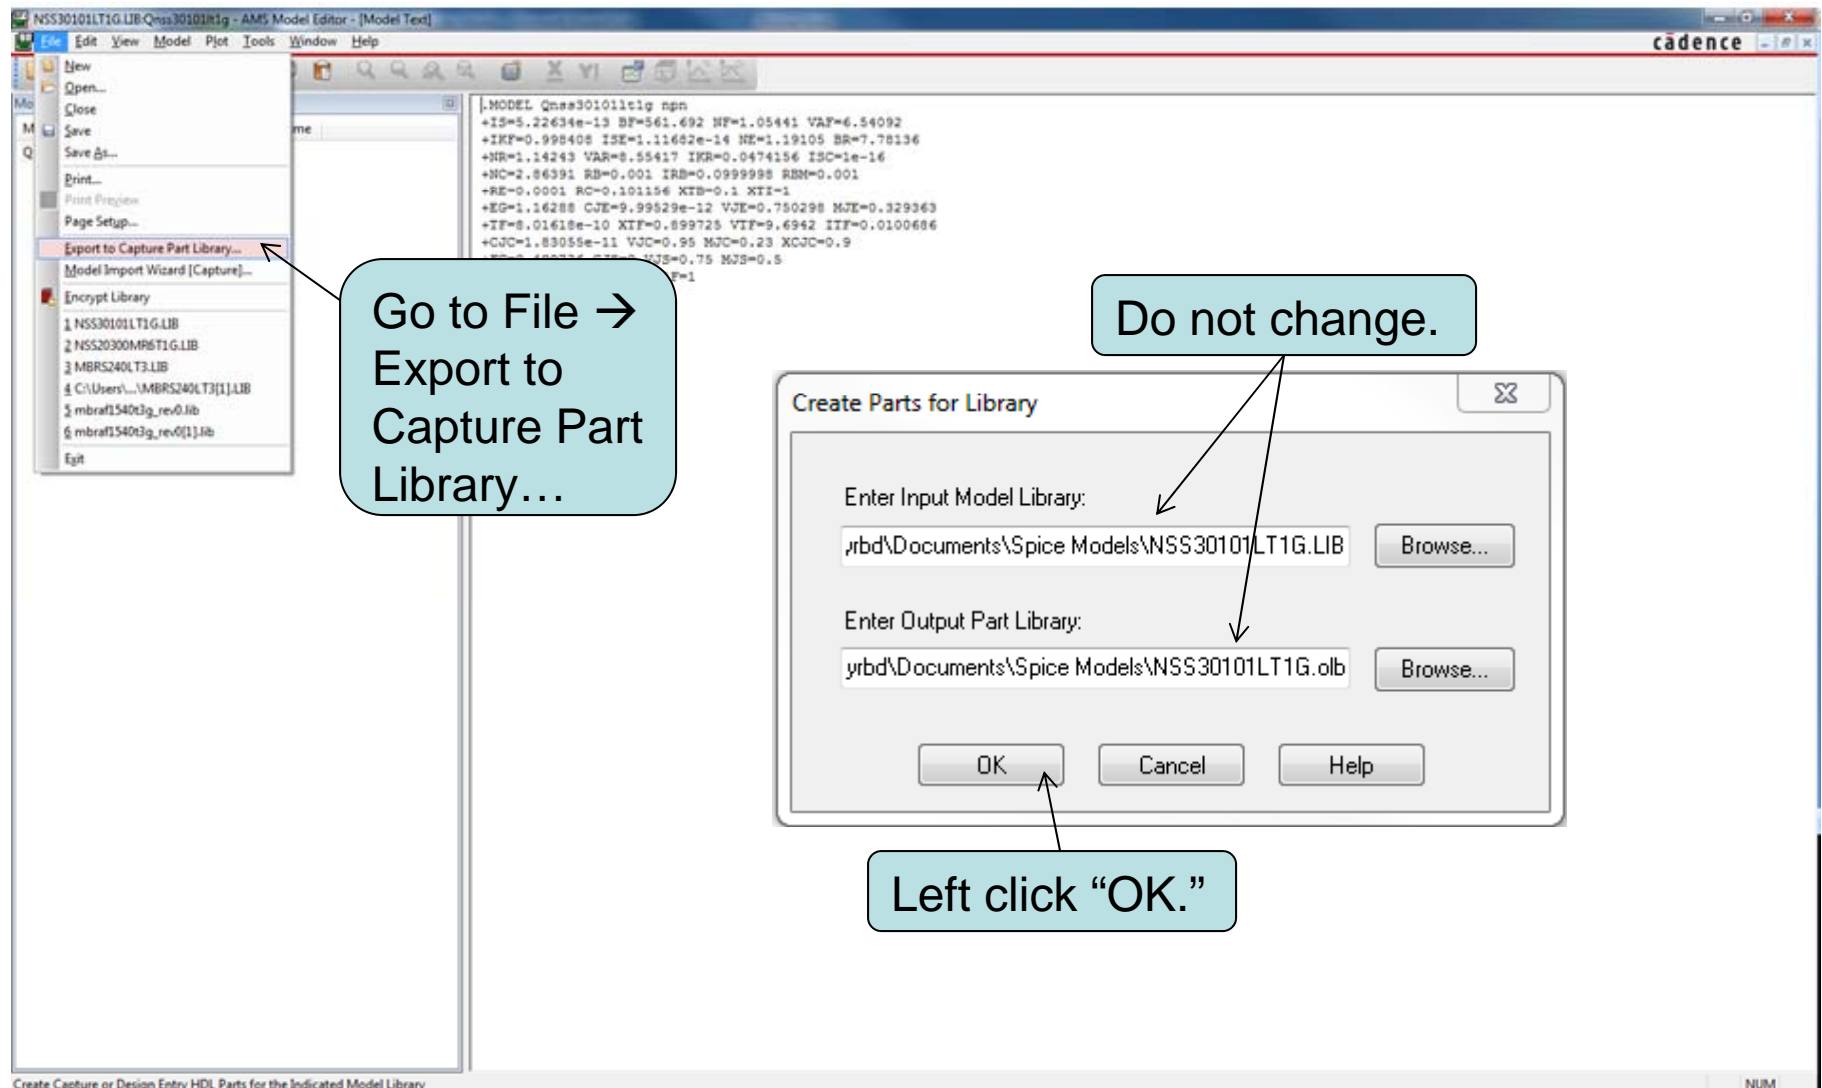 NSS30101LT1G.LIB:Qnss30101lt1g - AMS Model Editor - [Model Text]
File Edit View Model Plot Tools Window Help
cādence
New
Open...
Close
Save
Save As...
Print...
Print Preview
Page Setup...
Export to Capture Part Library...
Model Import Wizard [Capture]...
Encrypt Library
1 NSS30101LT1G.LIB
2 NSS20300MR6T1G.LIB
3 MBRS240LT3.LIB
4 C:\Users\...\MBRS240LT3[1].LIB
5 mbraf1540t3g_rev0.lib
6 mbraf1540t3g_rev0[1].lib
Exit
Mo
M
me
Q
.MODEL Qnss30101lt1g npn
+IS=5.22634e-13 BF=561.692 NF=1.05441 VAF=6.54092
+IKF=0.998408 ISE=1.11682e-14 NE=1.19105 BR=7.78136
+NR=1.14243 VAR=8.55417 IKR=0.0474156 ISC=1e-16
+NC=2.86391 RB=0.001 IRB=0.0999998 RBM=0.001
+RE=0.0001 RC=0.101156 XTB=0.1 XTI=1
+EG=1.16288 CJE=9.99529e-12 VJE=0.750298 MJE=0.329363
+TF=8.01618e-10 XTF=0.899725 VTF=9.6942 ITF=0.0100686
+CJC=1.83055e-11 VJC=0.95 MJC=0.23 XCJC=0.9
VJS=0.75 MJS=0.5
F=1
Go to File →
Export to
Capture Part
Library…
Do not change.
Create Parts for Library
Enter Input Model Library:
yrbd\Documents\Spice Models\NSS30101LT1G.LIB
Browse...
Enter Output Part Library:
yrbd\Documents\Spice Models\NSS30101LT1G.olb
Browse...
OK Cancel Help
Left click “OK.”
Create Capture or Design Entry HDL Parts for the Indicated Model Library
NUM